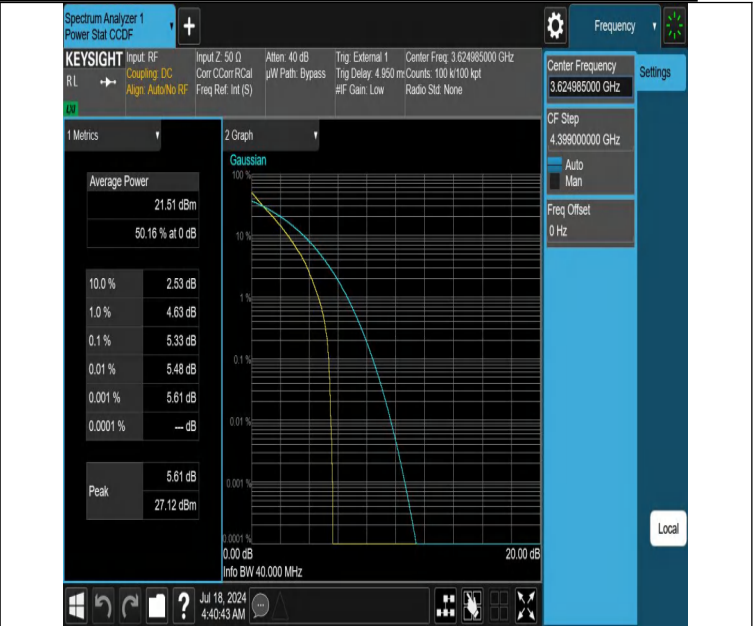 Spectrum Analyzer 1
Power Stat CCDF
+
Frequency
KEYSIGHT
RL
Input: RF
Coupling: DC
Align: Auto/No RF
Input Z: 50 Ω
Corr CCorr RCal
Freq Ref: Int (S)
Atten: 40 dB
µW Path: Bypass
Trig: External 1
Trig Delay: 4.950 ms
#IF Gain: Low
Center Freq: 3.624985000 GHz
Counts: 100 k/100 kpt
Radio Std: None
Center Frequency
3.624985000 GHz
Settings
CF Step
4.399000000 GHz
Auto
Man
Freq Offset
0 Hz
1 Metrics
Average Power
21.51 dBm
50.16 % at 0 dB
10.0 % 2.53 dB
1.0 % 4.63 dB
0.1 % 5.33 dB
0.01 % 5.48 dB
0.001 % 5.61 dB
0.0001 % --- dB
Peak
5.61 dB
27.12 dBm
2 Graph
Gaussian
100 %
10 %
1 %
0.1 %
0.01 %
0.001 %
0.0001 %
0.00 dB
20.00 dB
Info BW 40.000 MHz
Local
?
Jul 18, 2024
4:40:43 AM